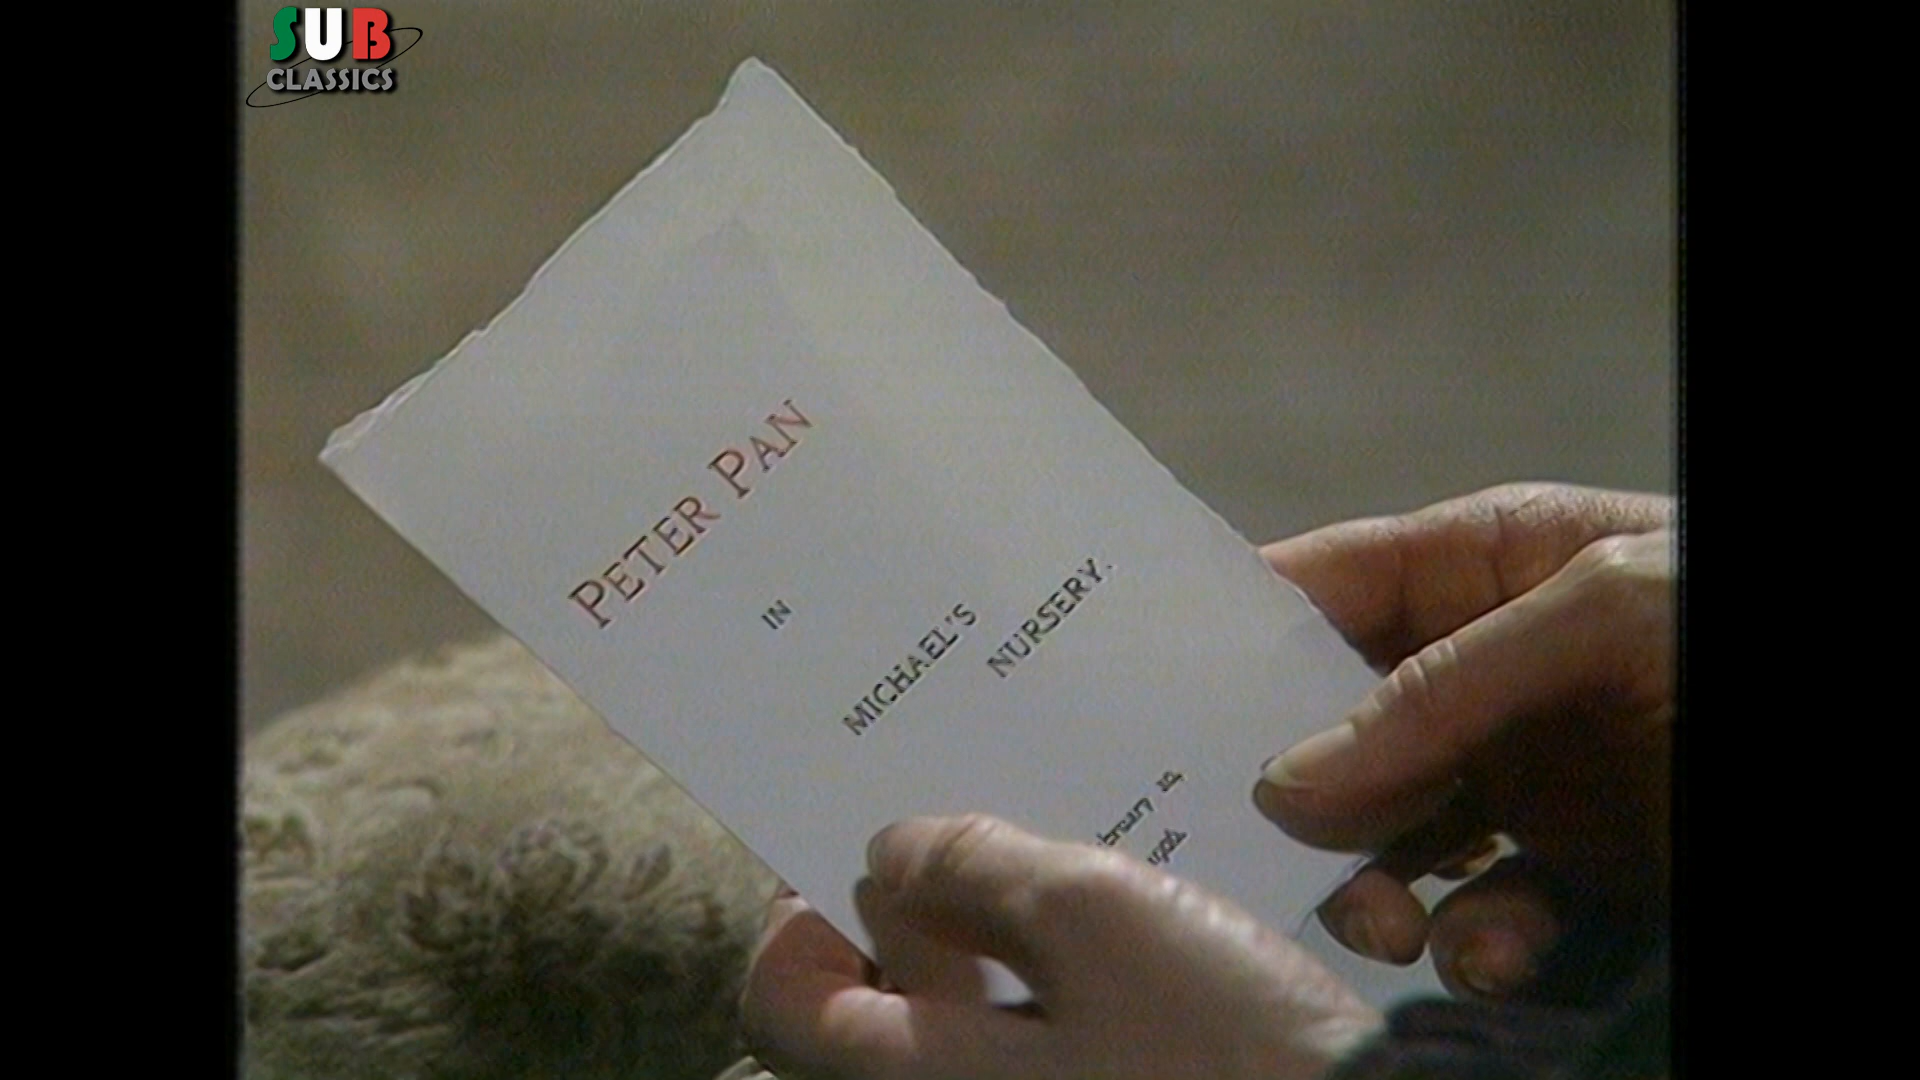 SUB
CLASSICS
PETER PAN
IN
MICHAEL'S
NURSERY.